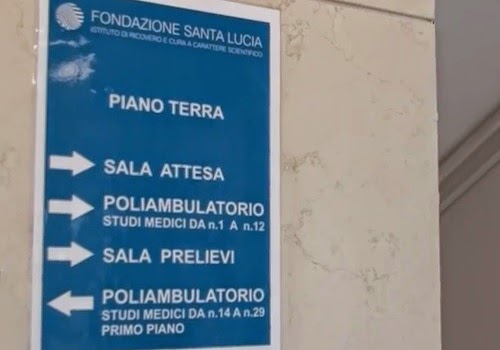 FONDAZIONE SANTA LUCIA
ISTITUTO DI RICOVERO E CURA A CARATTERE SCIENTIFICO
PIANO TERRA
SALA ATTESA
POLIAMBULATORIO
STUDI MEDICI DA n.1 A n.12
SALA PRELIEVI
POLIAMBULATORIO
STUDI MEDICI DA n.14 A n.29
PRIMO PIANO